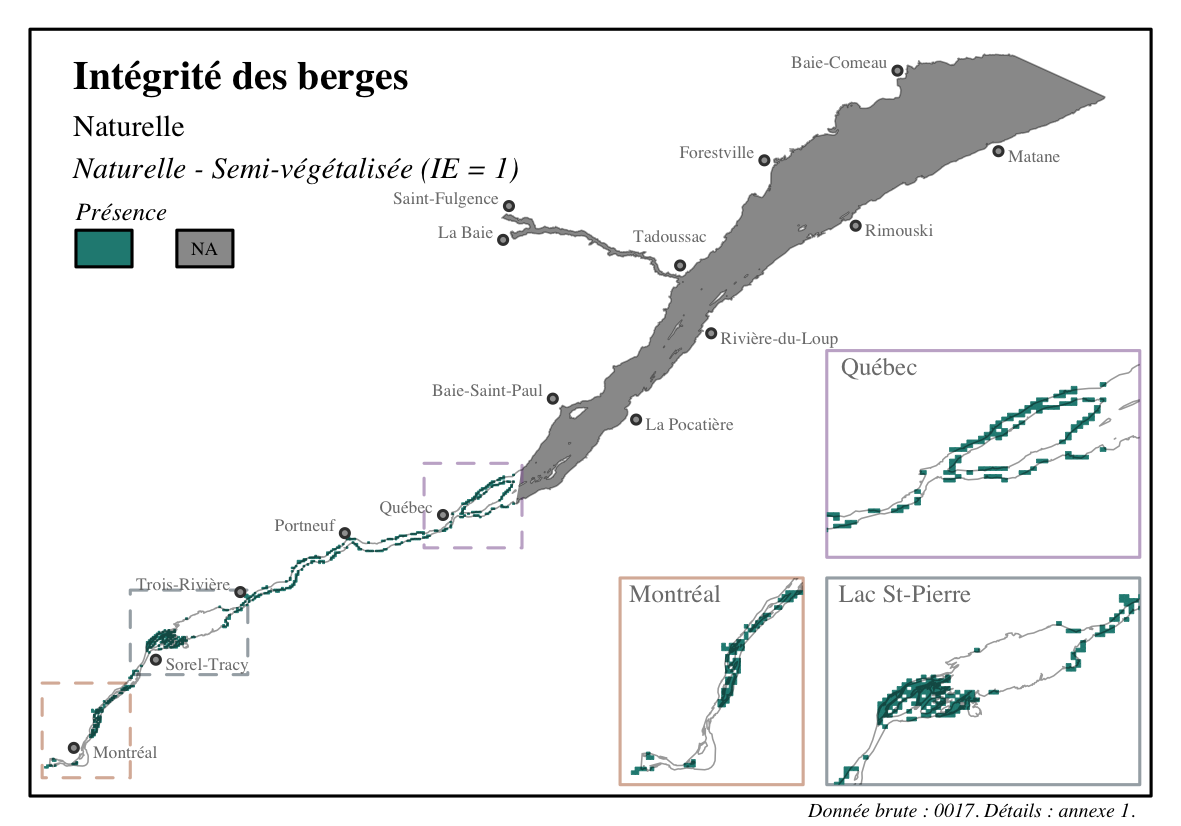 Intégrité des berges
Naturelle
Naturelle - Semi-végétalisée (IE = 1)
Présence
NA
Baie-Comeau
Forestville
Matane
Saint-Fulgence
La Baie
Tadoussac
Rimouski
Rivière-du-Loup
Baie-Saint-Paul
La Pocatière
Québec
Portneuf
Trois-Rivière
Sorel-Tracy
Montréal
Québec
Montréal
Lac St-Pierre
Donnée brute : 0017. Détails : annexe 1.